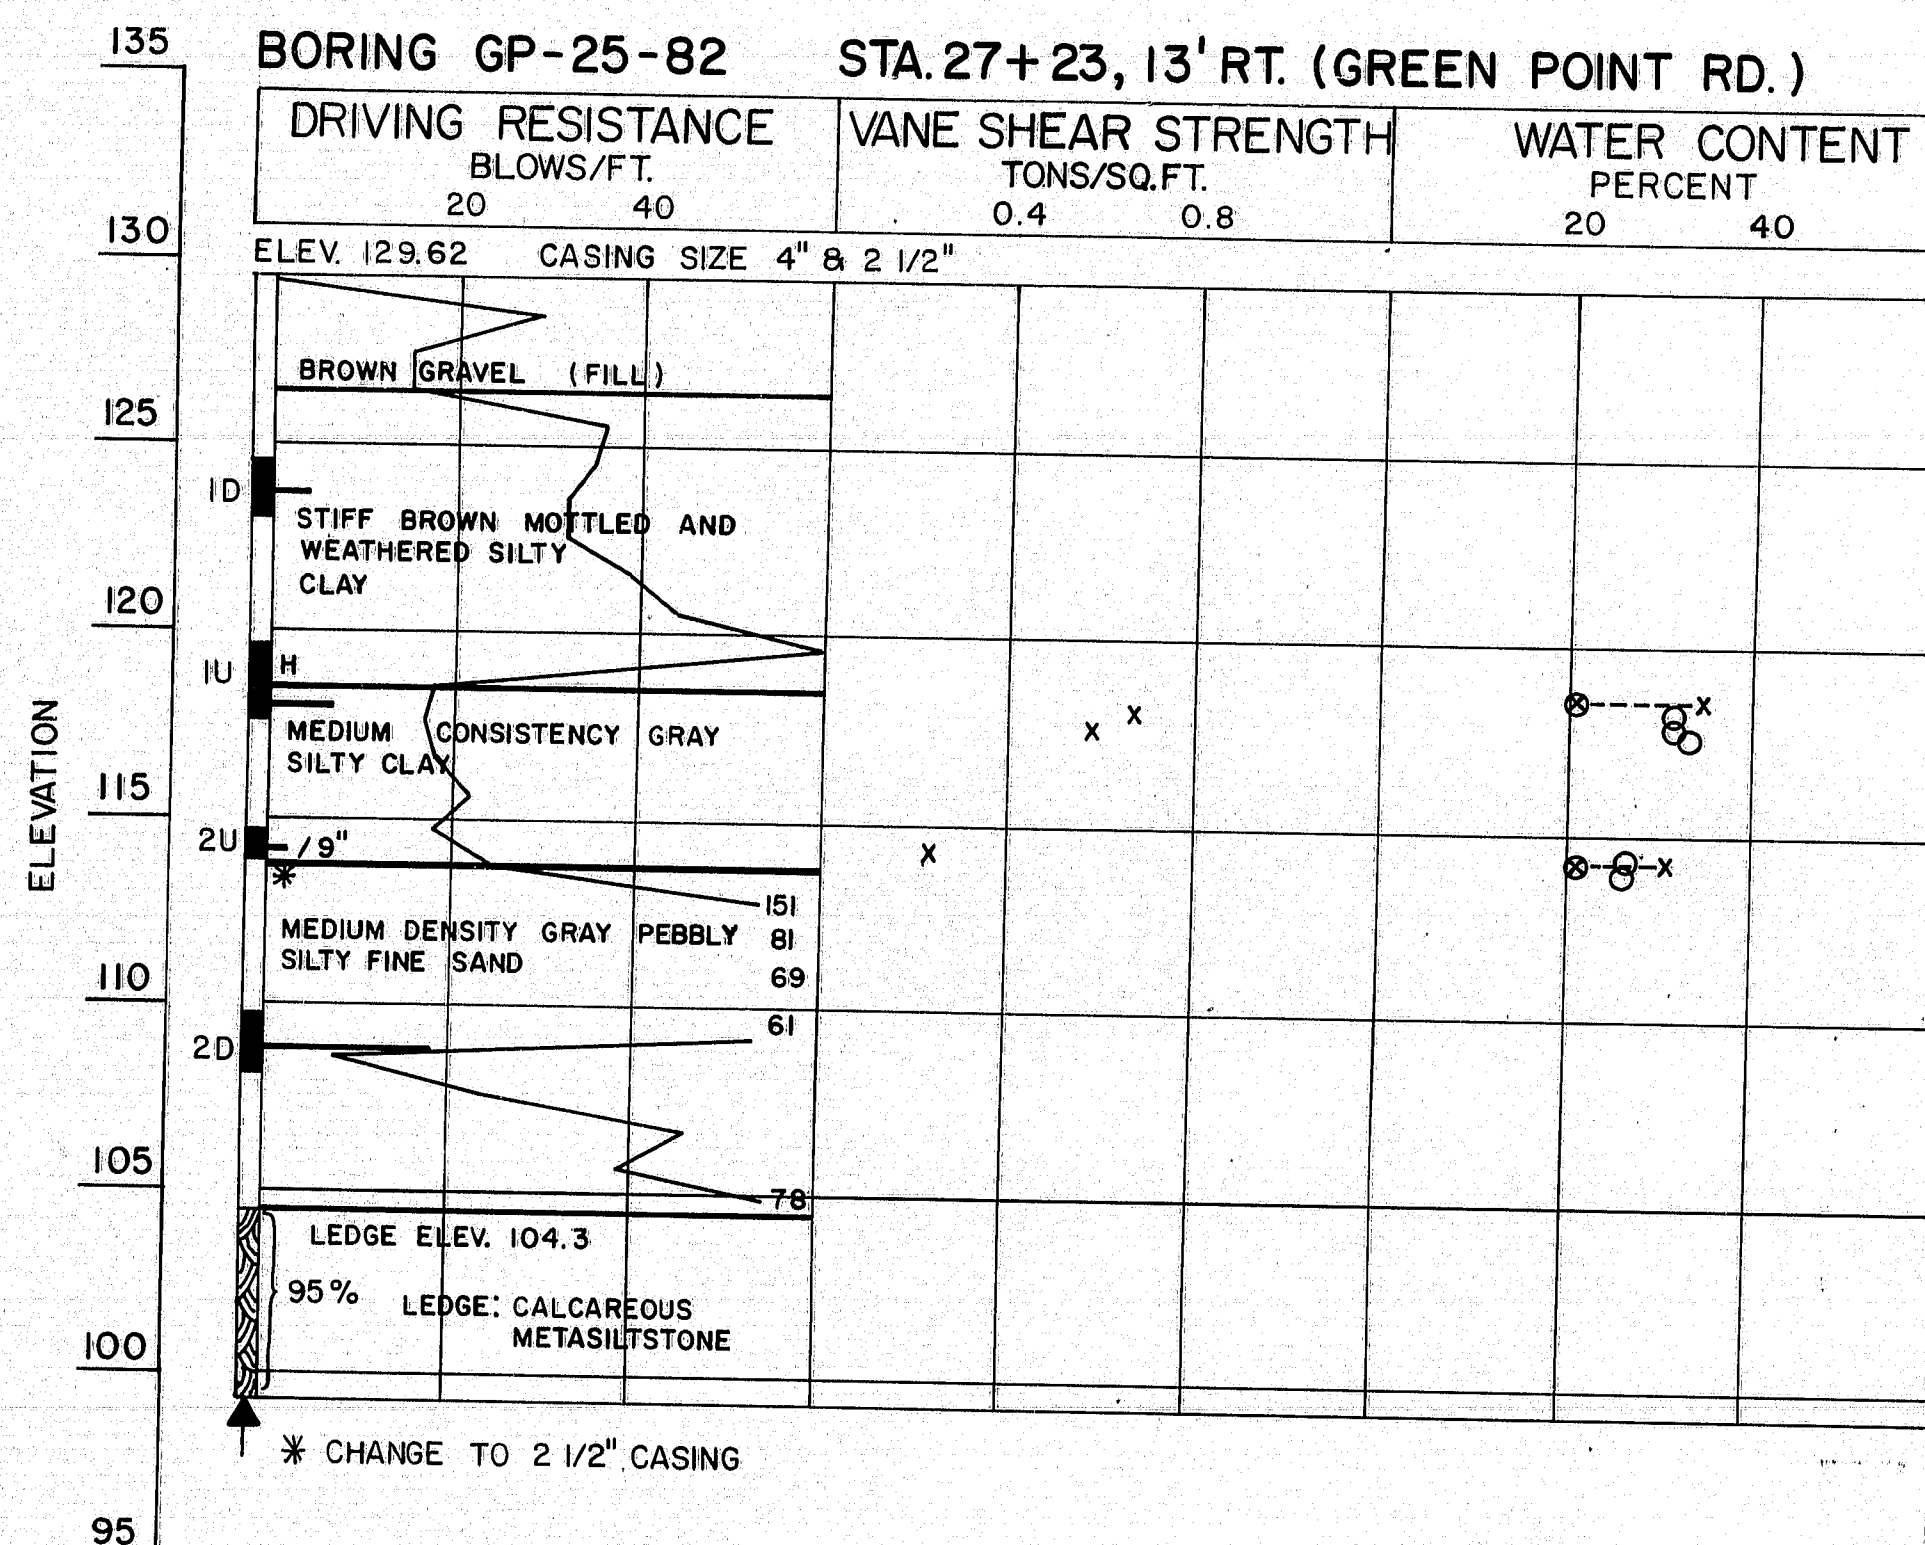 135
BORING GP-25-82 STA. 27+23, 13' RT. (GREEN POINT RD.)
DRIVING RESISTANCE
BLOWS/FT.
20 40
VANE SHEAR STRENGTH
TONS/SQ.FT.
0.4 0.8
WATER CONTENT
PERCENT
20 40
130
ELEV. 129.62 CASING SIZE 4" & 2 1/2"
BROWN GRAVEL (FILL)
125
1D
STIFF BROWN MOTTLED AND
WEATHERED SILTY
CLAY
120
1U H
MEDIUM CONSISTENCY GRAY
SILTY CLAY
ELEVATION
115
2U /9"
*
151
MEDIUM DENSITY GRAY PEBBLY 81
SILTY FINE SAND 69
110
61
2D
105
78
LEDGE ELEV. 104.3
95%
LEDGE: CALCAREOUS
METASILTSTONE
100
* CHANGE TO 2 1/2" CASING
95